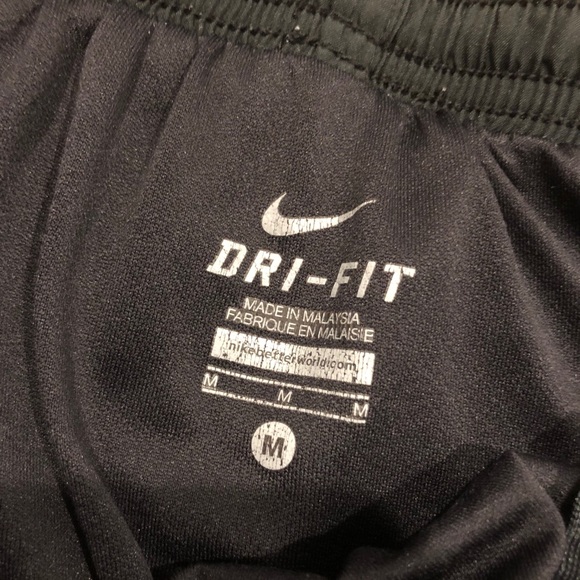 DRI-FIT
MADE IN MALAYSIA
FABRIQUE EN MALAISIE
nikebetterworld.com
M M M
M